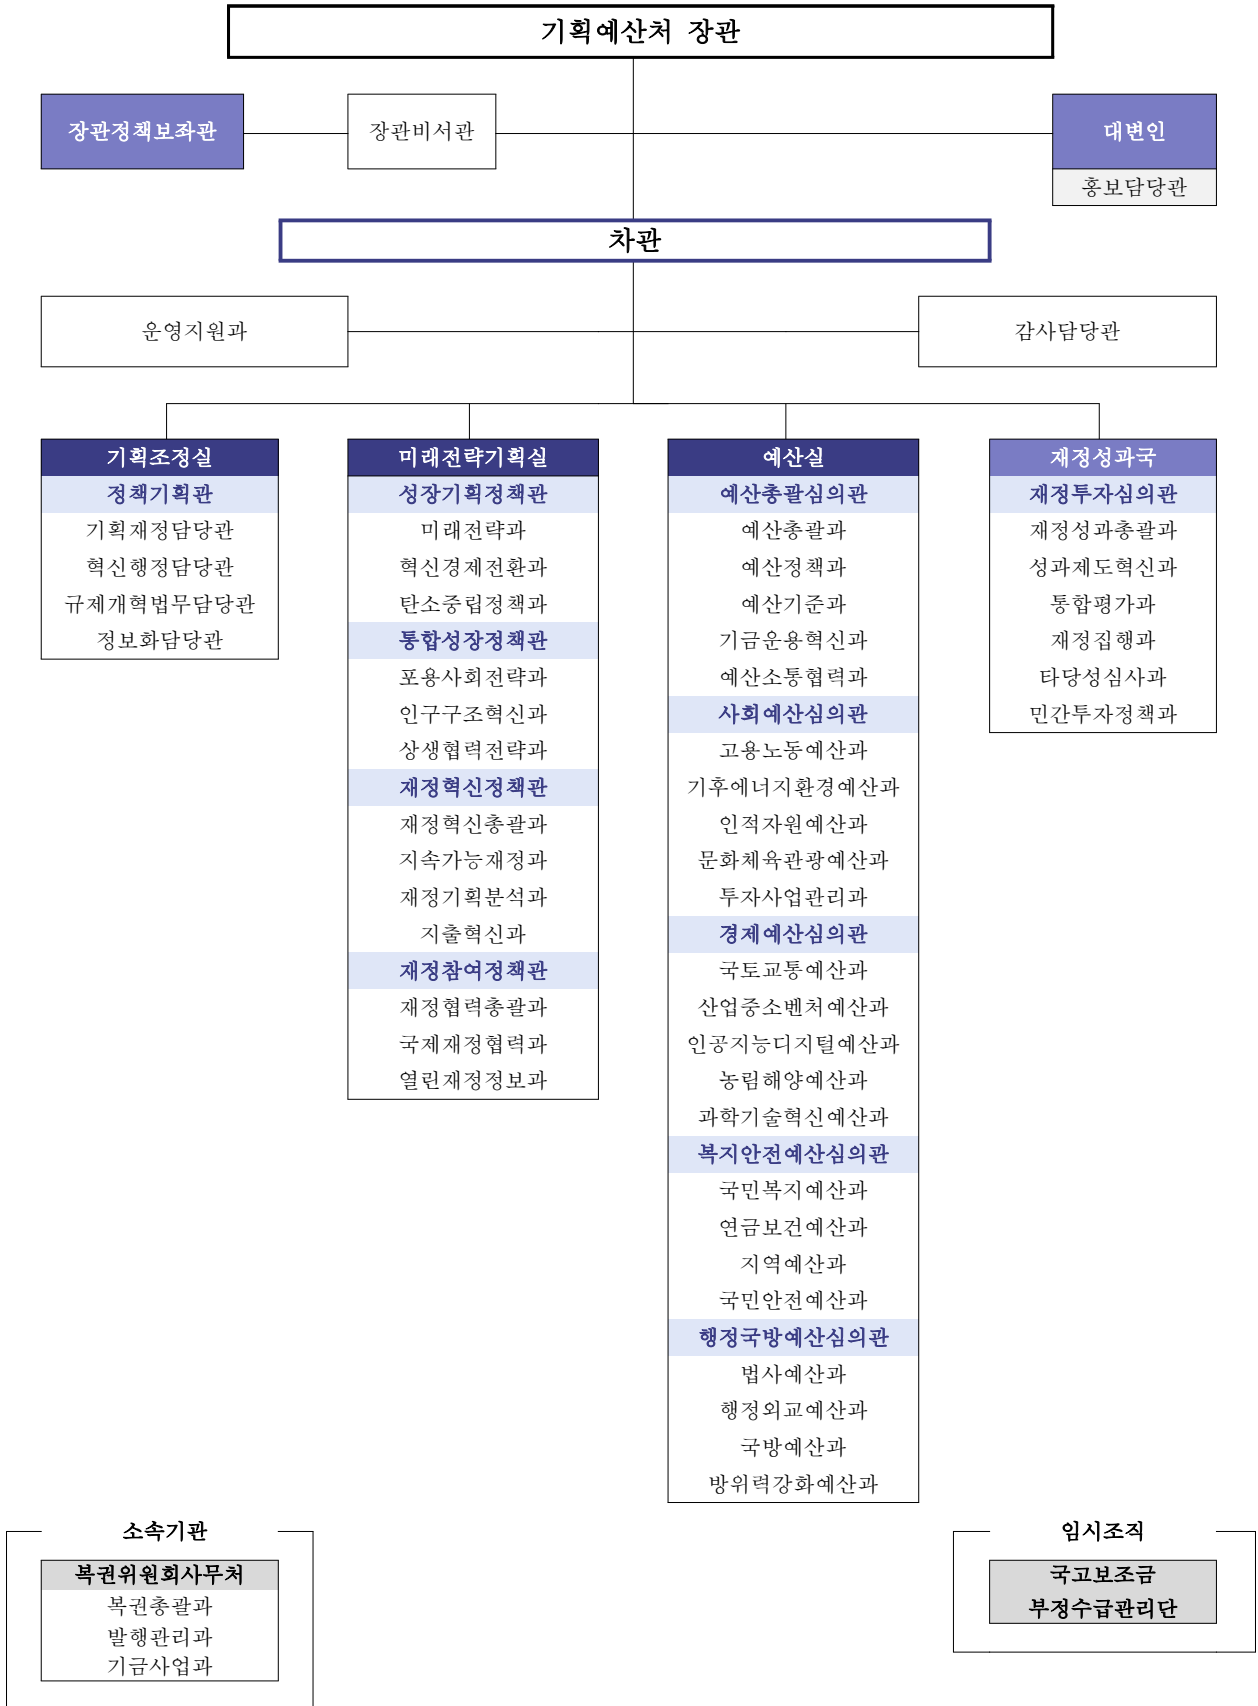 기획예산처 장관
장관정책보좌관
장관비서관
대변인
홍보담당관
차관
운영지원과
감사담당관
기획조정실
정책기획관
기획재정담당관
혁신행정담당관
규제개혁법무담당관
정보화담당관
미래전략기획실
성장기획정책관
미래전략과
혁신경제전환과
탄소중립정책과
통합성장정책관
포용사회전략과
인구구조혁신과
상생협력전략과
재정혁신정책관
재정혁신총괄과
지속가능재정과
재정기획분석과
지출혁신과
재정참여정책관
재정협력총괄과
국제재정협력과
열린재정정보과
예산실
예산총괄심의관
예산총괄과
예산정책과
예산기준과
기금운용혁신과
예산소통협력과
사회예산심의관
고용노동예산과
기후에너지환경예산과
인적자원예산과
문화체육관광예산과
투자사업관리과
경제예산심의관
국토교통예산과
산업중소벤처예산과
인공지능디지털예산과
농림해양예산과
과학기술혁신예산과
복지안전예산심의관
국민복지예산과
연금보건예산과
지역예산과
국민안전예산과
행정국방예산심의관
법사예산과
행정외교예산과
국방예산과
방위력강화예산과
재정성과국
재정투자심의관
재정성과총괄과
성과제도혁신과
통합평가과
재정집행과
타당성심사과
민간투자정책과
소속기관
복권위원회사무처
복권총괄과
발행관리과
기금사업과
임시조직
국고보조금
부정수급관리단